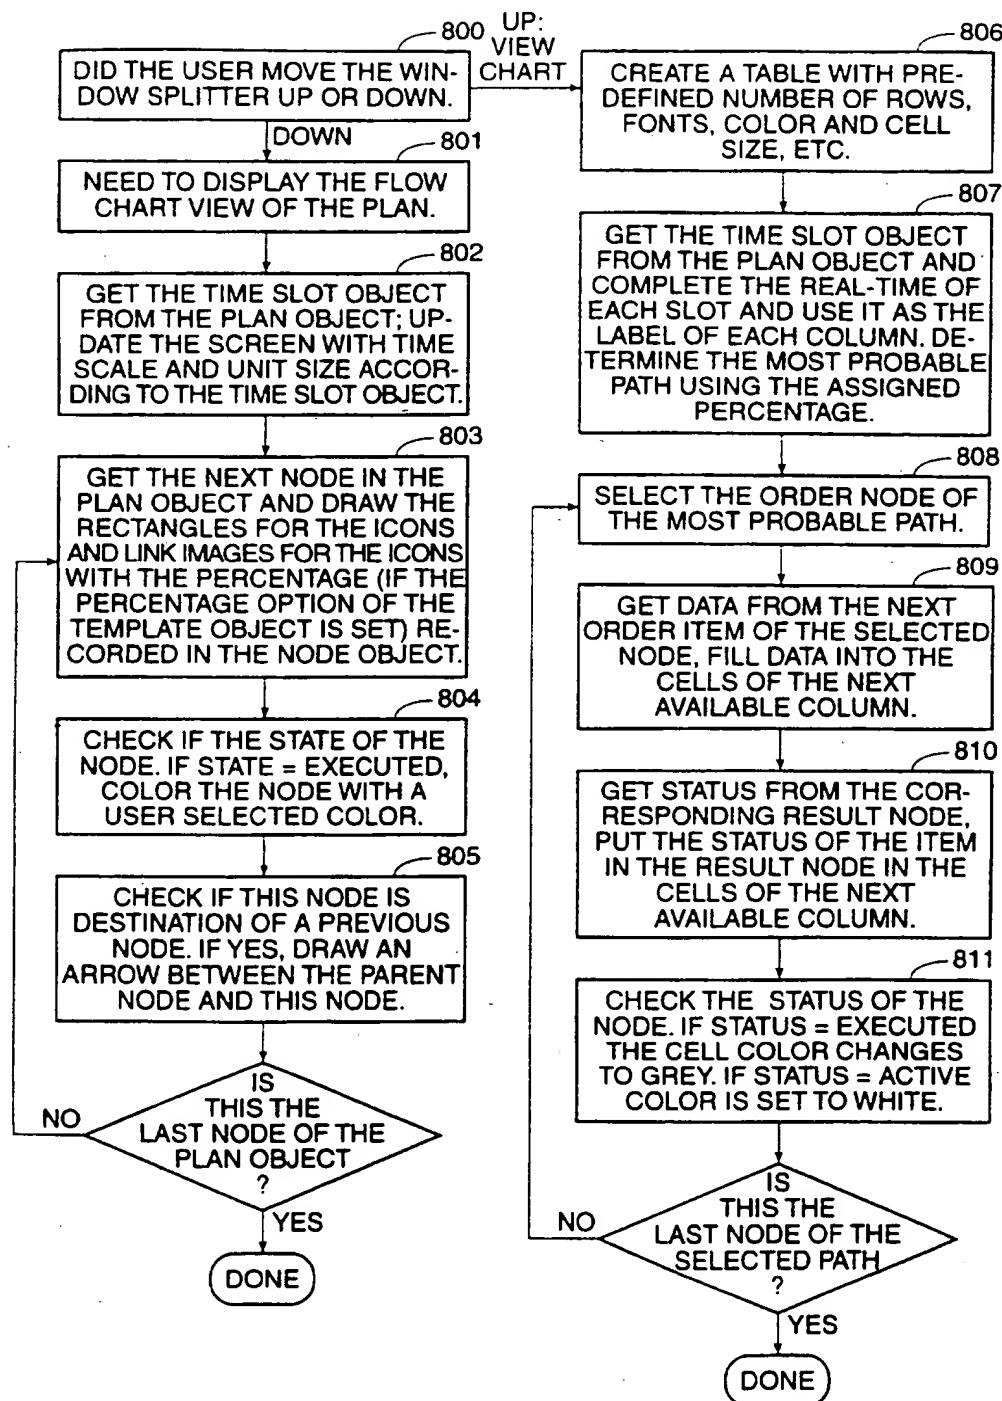 800
DID THE USER MOVE THE WIN-
DOW SPLITTER UP OR DOWN.
DOWN
801
NEED TO DISPLAY THE FLOW
CHART VIEW OF THE PLAN.
802
GET THE TIME SLOT OBJECT
FROM THE PLAN OBJECT; UP-
DATE THE SCREEN WITH TIME
SCALE AND UNIT SIZE ACCOR-
DING TO THE TIME SLOT OBJECT.
803
GET THE NEXT NODE IN THE
PLAN OBJECT AND DRAW THE
RECTANGLES FOR THE ICONS
AND LINK IMAGES FOR THE ICONS
WITH THE PERCENTAGE (IF THE
PERCENTAGE OPTION OF THE
TEMPLATE OBJECT IS SET) RE-
CORDED IN THE NODE OBJECT.
804
CHECK IF THE STATE OF THE
NODE. IF STATE = EXECUTED,
COLOR THE NODE WITH A
USER SELECTED COLOR.
805
CHECK IF THIS NODE IS
DESTINATION OF A PREVIOUS
NODE. IF YES, DRAW AN
ARROW BETWEEN THE PARENT
NODE AND THIS NODE.
IS
THIS THE
LAST NODE OF THE
PLAN OBJECT
?
NO
YES
DONE
UP:
VIEW
CHART
806
CREATE A TABLE WITH PRE-
DEFINED NUMBER OF ROWS,
FONTS, COLOR AND CELL
SIZE, ETC.
807
GET THE TIME SLOT OBJECT
FROM THE PLAN OBJECT AND
COMPLETE THE REAL-TIME OF
EACH SLOT AND USE IT AS THE
LABEL OF EACH COLUMN. DE-
TERMINE THE MOST PROBABLE
PATH USING THE ASSIGNED
PERCENTAGE.
808
SELECT THE ORDER NODE OF
THE MOST PROBABLE PATH.
809
GET DATA FROM THE NEXT
ORDER ITEM OF THE SELECTED
NODE, FILL DATA INTO THE
CELLS OF THE NEXT
AVAILABLE COLUMN.
810
GET STATUS FROM THE COR-
RESPONDING RESULT NODE,
PUT THE STATUS OF THE ITEM
IN THE RESULT NODE IN THE
CELLS OF THE NEXT
AVAILABLE COLUMN.
811
CHECK THE STATUS OF THE
NODE. IF STATUS = EXECUTED
THE CELL COLOR CHANGES
TO GREY. IF STATUS = ACTIVE
COLOR IS SET TO WHITE.
IS
THIS THE
LAST NODE OF THE
SELECTED PATH
?
NO
YES
DONE